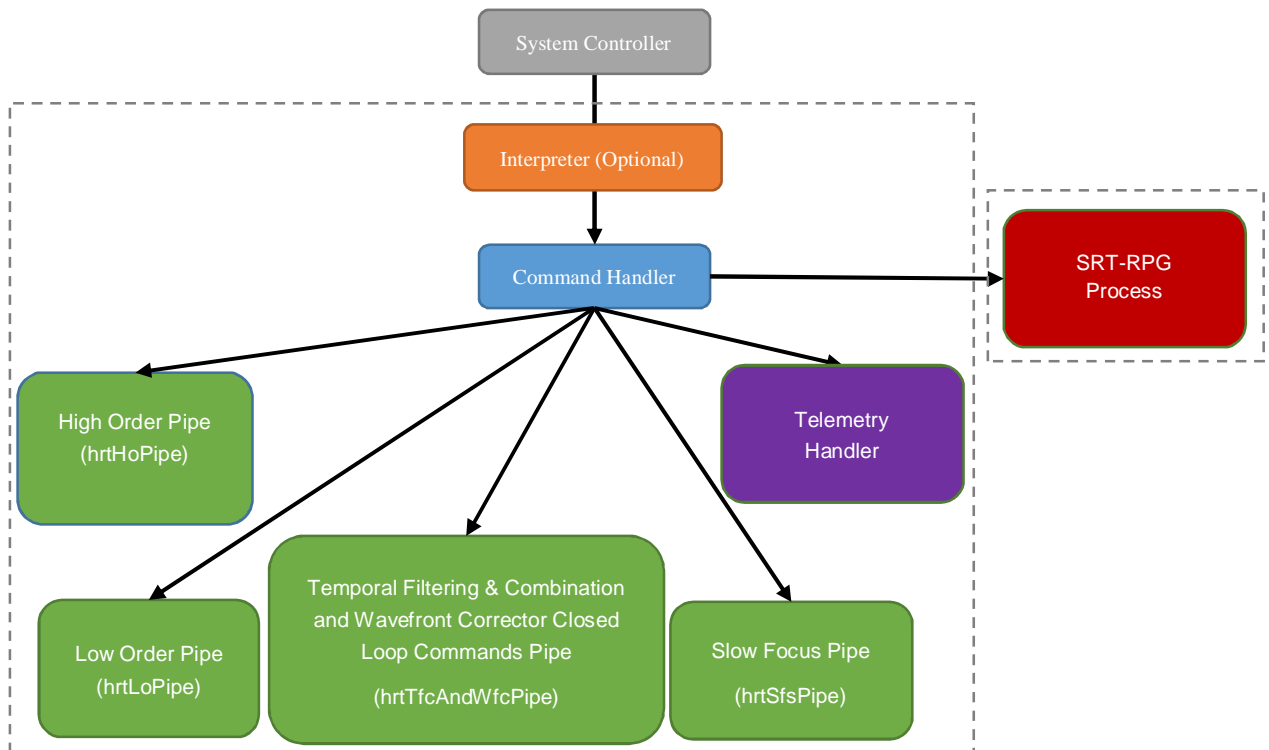 System Controller
Interpreter (Optional)
Command Handler
SRT-RPG
Process
High Order Pipe
(hrtHoPipe)
Telemetry
Handler
Low Order Pipe
(hrtLoPipe)
Temporal Filtering & Combination
and Wavefront Corrector Closed
Loop Commands Pipe
(hrtTfcAndWfcPipe)
Slow Focus Pipe
(hrtSfsPipe)